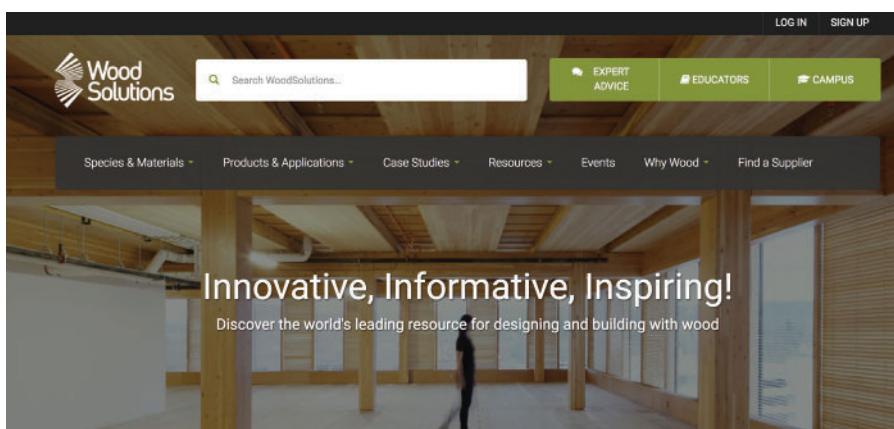 LOG IN SIGN UP
Wood
Solutions
Search WoodSolutions...
EXPERT
ADVICE
EDUCATORS
CAMPUS
Species & Materials
Products & Applications
Case Studies
Resources
Events
Why Wood
Find a Supplier
Innovative, Informative, Inspiring!
Discover the world's leading resource for designing and building with wood